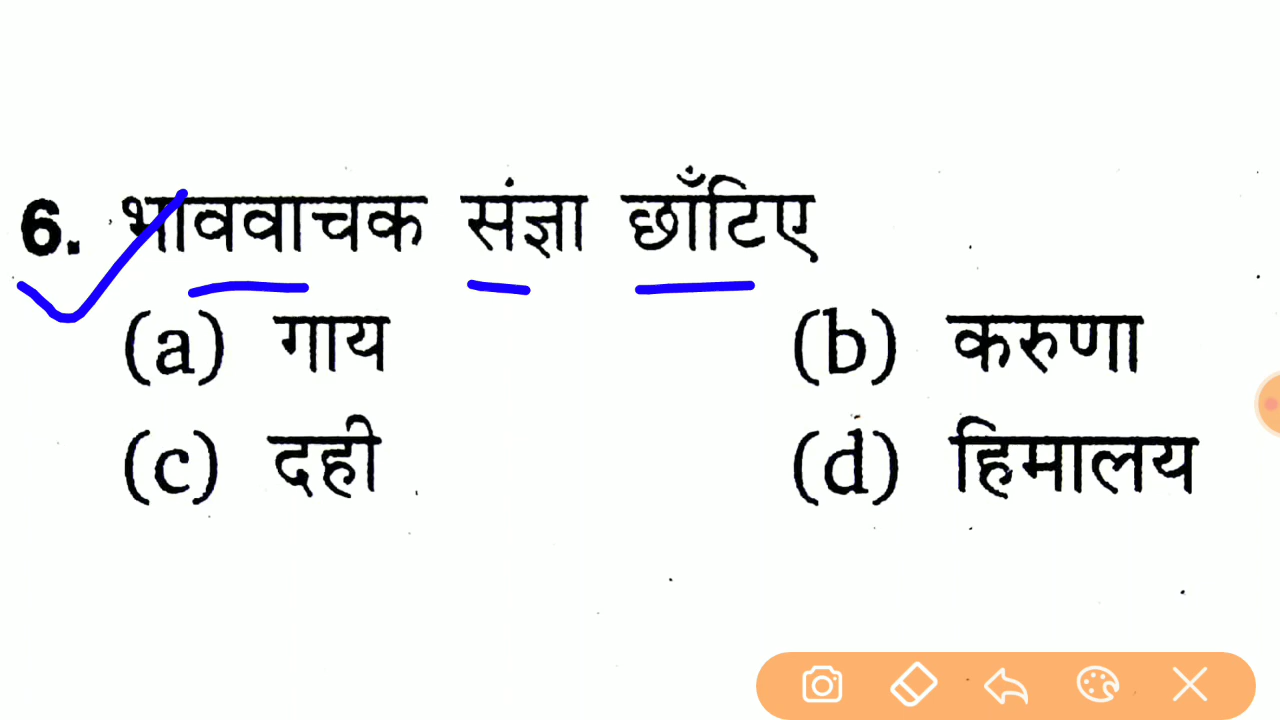 6. भाववाचक संज्ञा छाँटिए
(a) गाय (b) करुणा
(c) दही (d) हिमालय